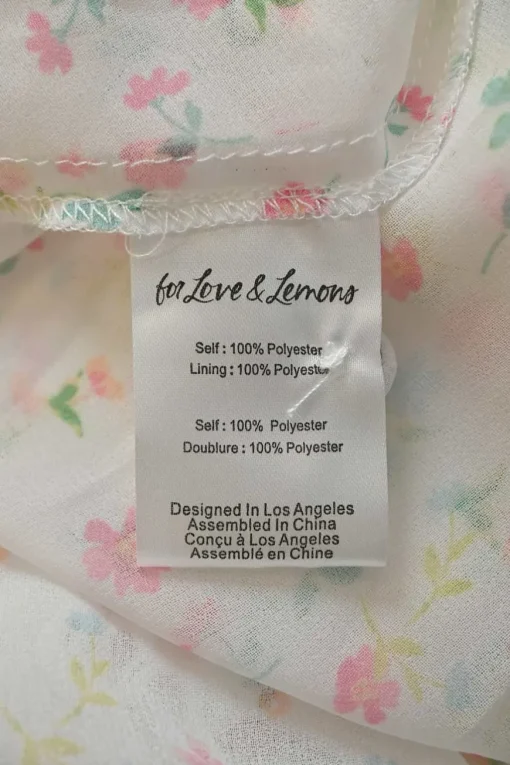 for Love & Lemons
Self : 100% Polyester
Lining : 100% Polyester
Self : 100% Polyester
Doublure : 100% Polyester
Designed In Los Angeles
Assembled In China
Conçu à Los Angeles
Assemblé en Chine